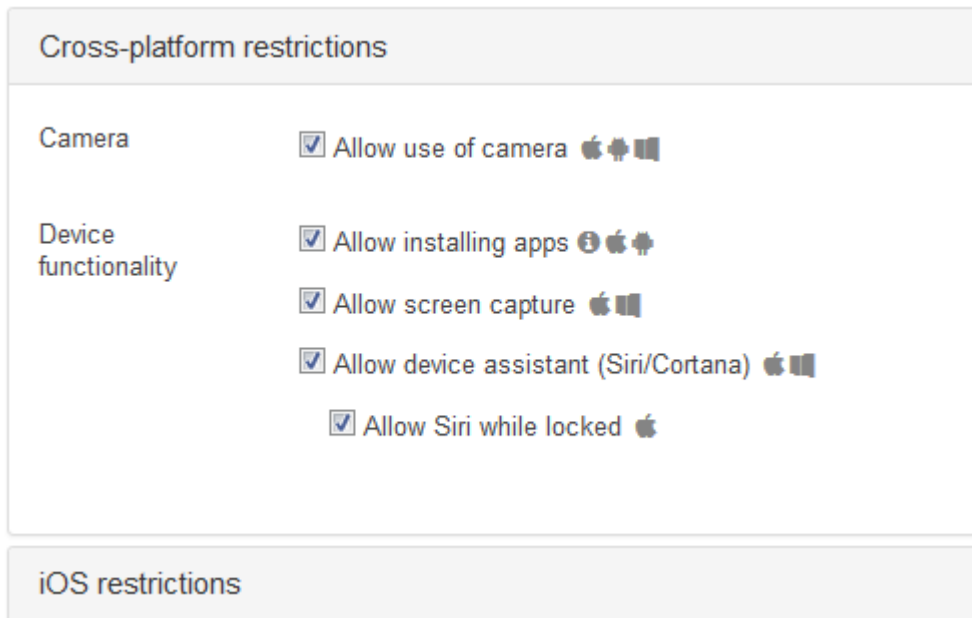 Cross-platform restrictions
Camera
Allow use of camera
Device
functionality
Allow installing apps
Allow screen capture
Allow device assistant (Siri/Cortana)
Allow Siri while locked
iOS restrictions